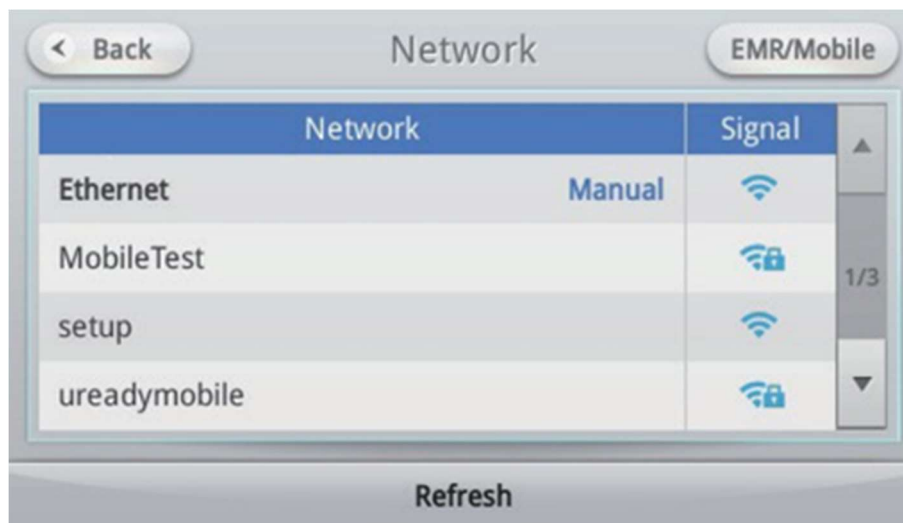 Back
Network
EMR/Mobile
Network Signal
Ethernet Manual
MobileTest
setup
1/3
ureadymobile
Refresh